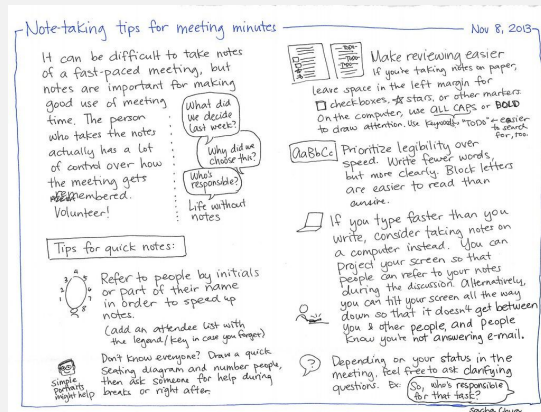 Note-taking tips for meeting minutes
Nov 8, 2013
It can be difficult to take notes
of a fast-paced meeting, but
notes are important for making
good use of meeting
time. The person
who takes the notes
actually has a lot
of control over how
the meeting gets
remembered.
Volunteer!
What did
we decide
last week?
Why did we
choose this?
Who's
responsible?
Life without
notes
Tips for quick notes:
Refer to people by initials
or part of their name
in order to speed up
notes.
(add an attendee list with
the legend/key in case you forget)
Simple
portraits
might help
Don't know everyone? Draw a quick
Seating diagram and number people,
then ask someone for help during
breaks or right after.
TODO
TODO
Make reviewing easier
If you're taking notes on paper,
leave space in the left margin for
checkboxes, stars, or other markers.
On the computer, use ALL CAPS or BOLD
to draw attention. Use keywords "TODO" ← easier
to search
for, too.
aaBbCc
Prioritize legibility over
speed. Write fewer words,
but more clearly. Block letters
are easier to read than
cursive.
If you type faster than you
write, consider taking notes on
a computer instead. You can
Project your screen so that
people can refer to your notes
during the discussion. Alternatively,
you can tilt your screen all the way
down so that it doesn't get between
you & other people, and people
Know you're not answering e-mail.
?
Depending on your status in the
meeting, feel free to ask clarifying
questions. Ex:
So, who's responsible
for that task?
Sacha Chua